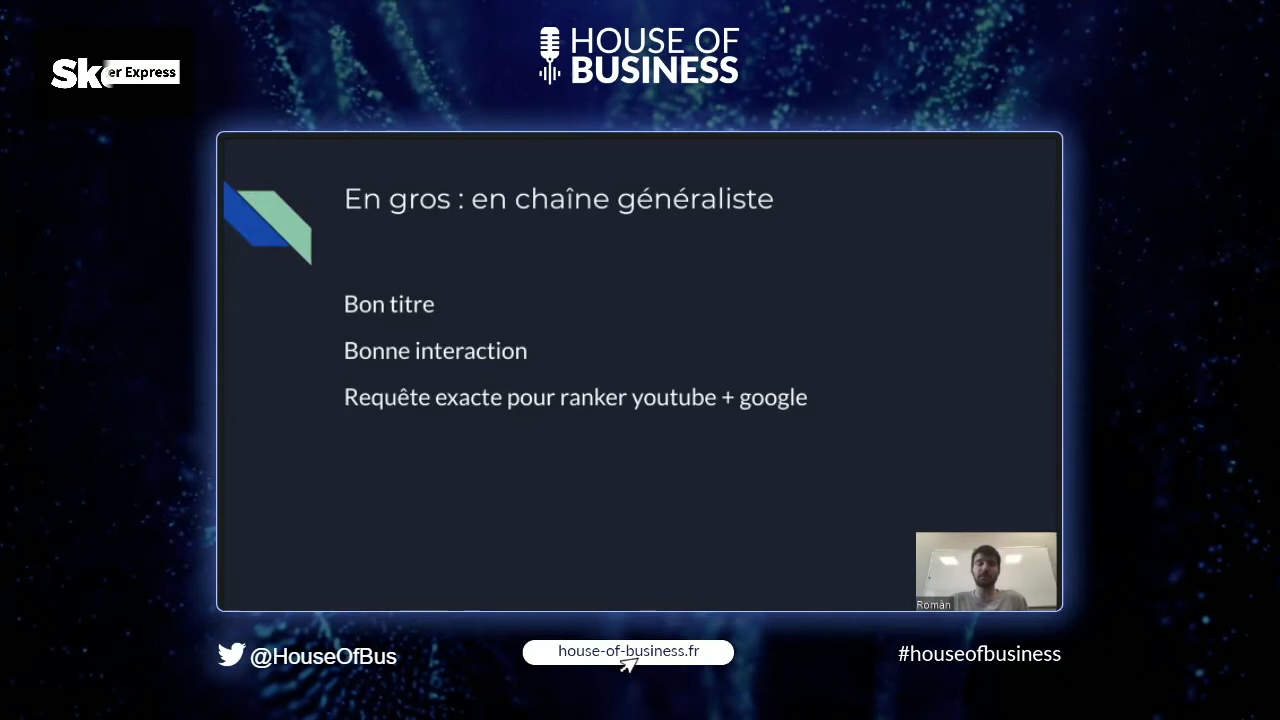 HOUSE OF
BUSINESS
er Express
En gros : en chaîne généraliste
Bon titre
Bonne interaction
Requête exacte pour ranker youtube + google
Romàn
@HouseOfBus
house-of-business.fr
#houseofbusiness